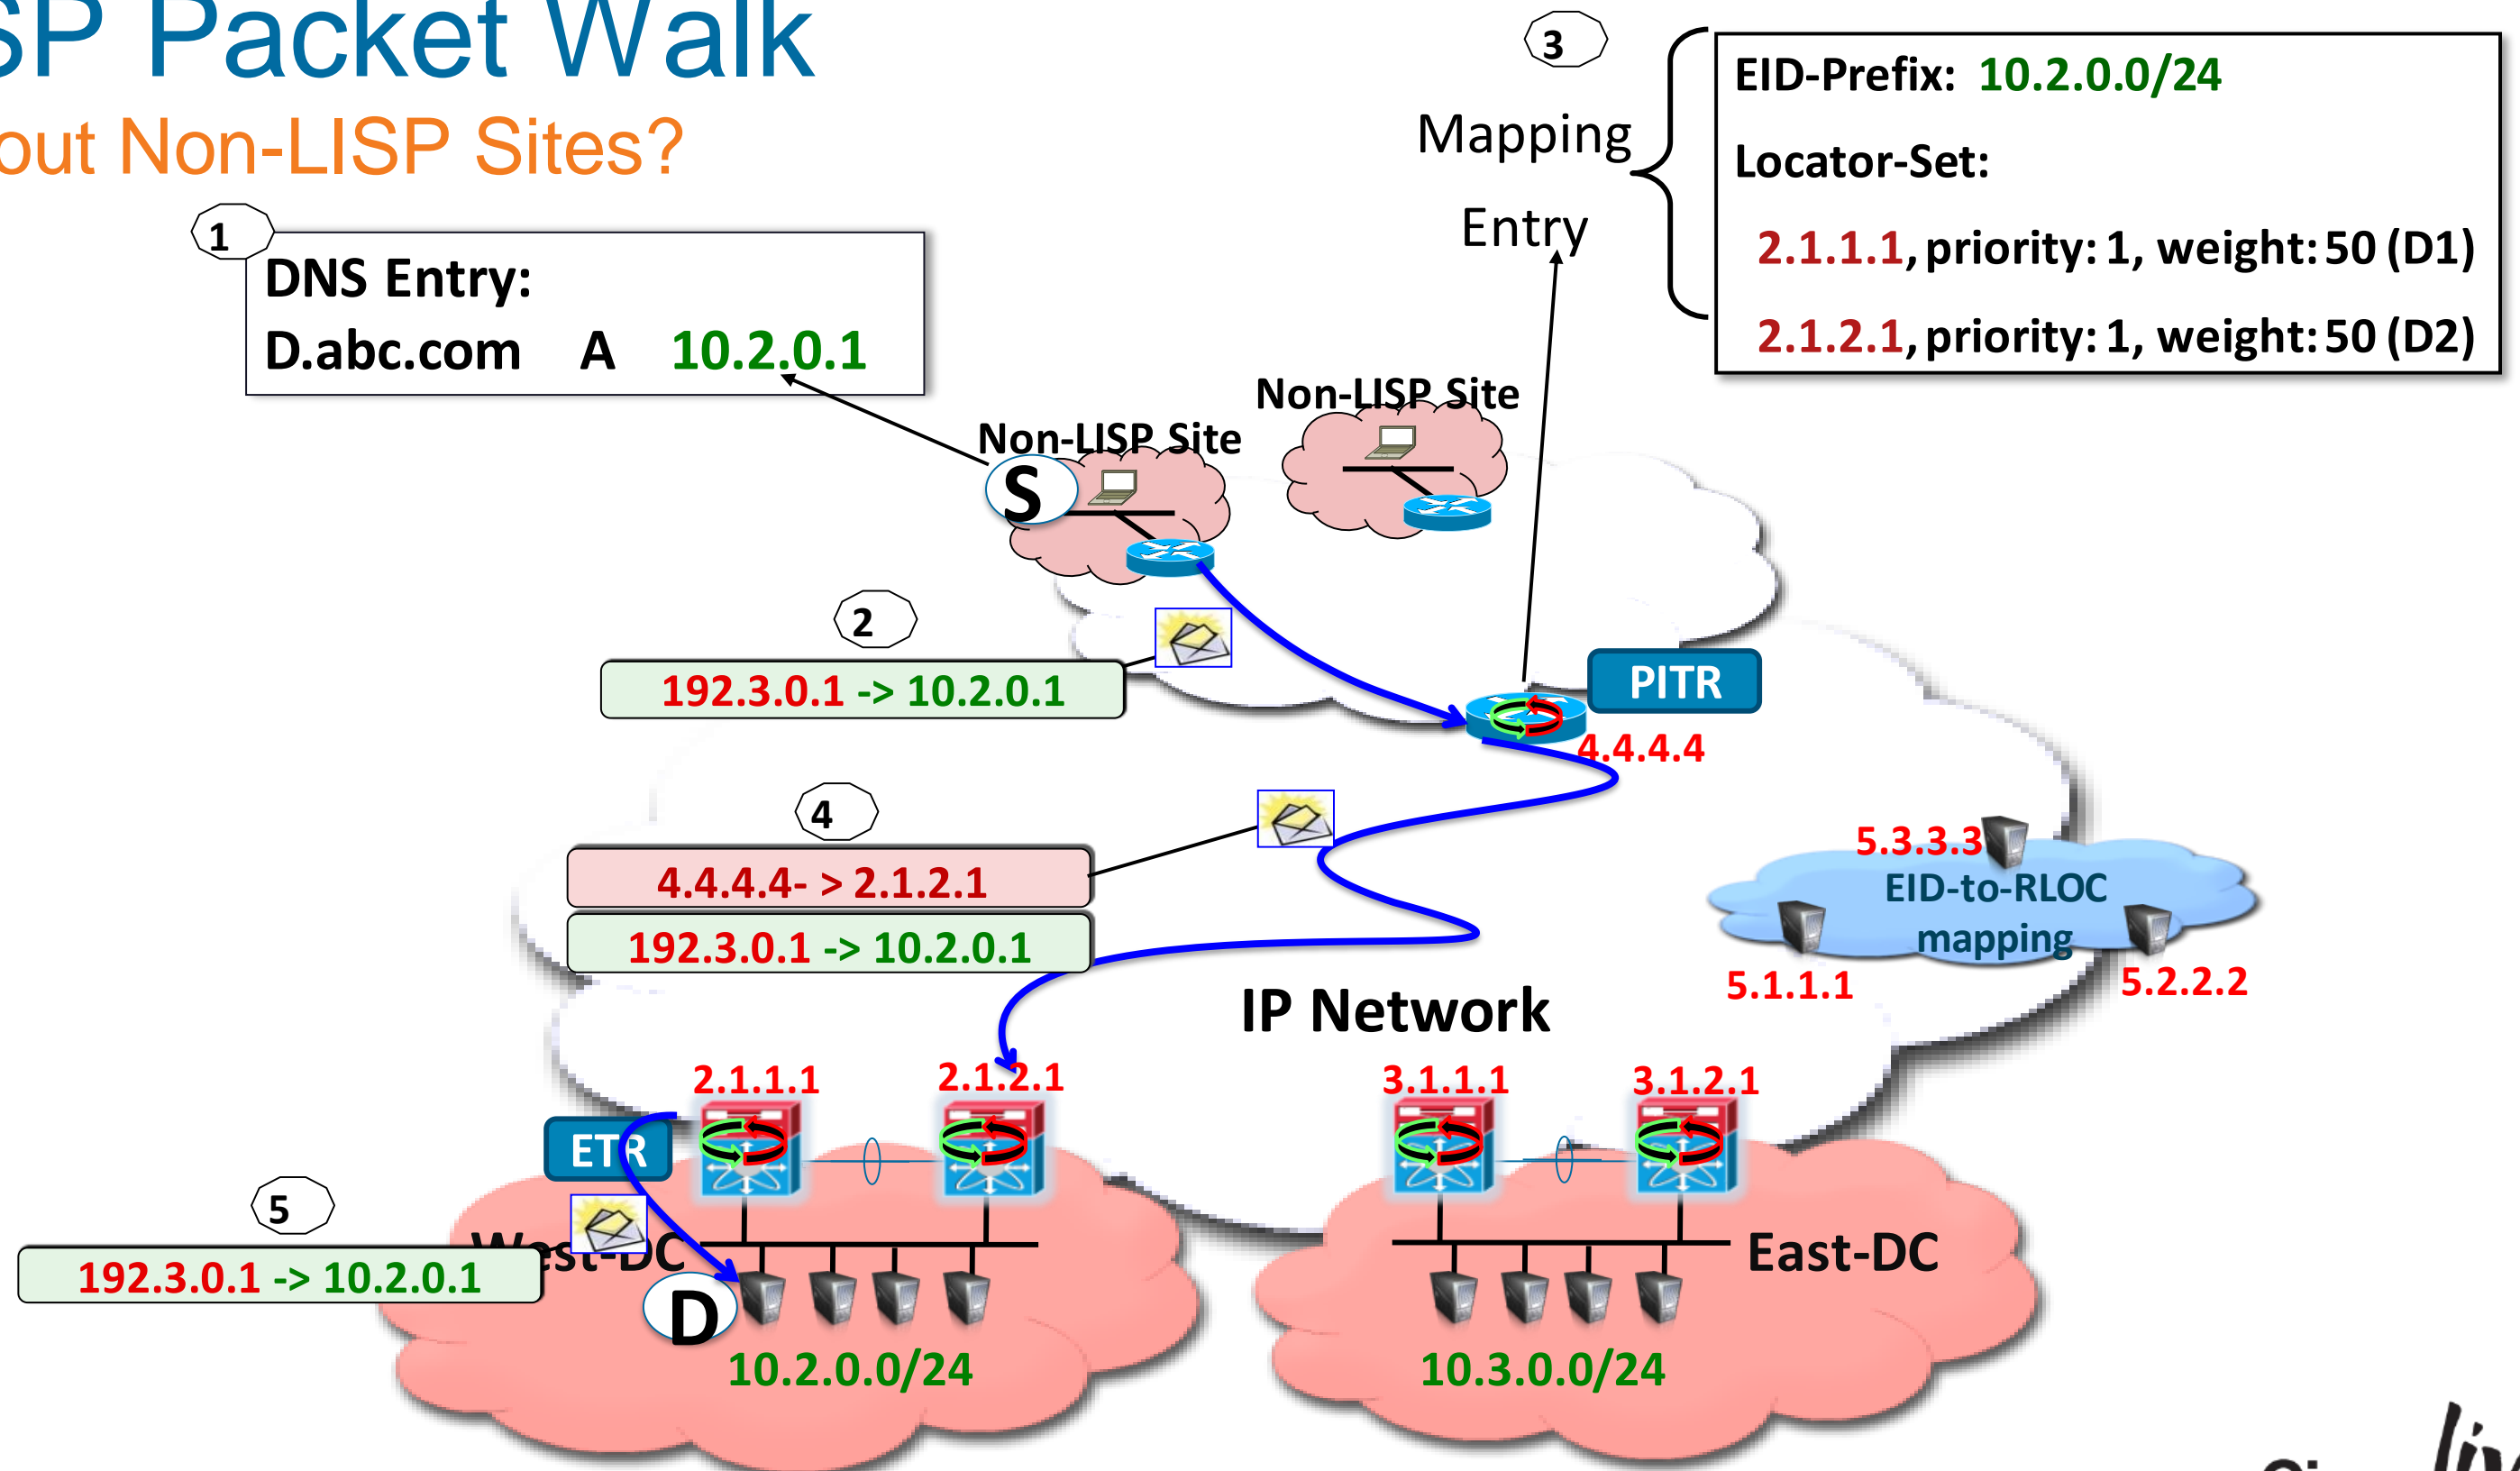 SP Packet Walk
out Non-LISP Sites?
1
DNS Entry:
D.abc.com A 10.2.0.1
3
Mapping
Entry
EID-Prefix: 10.2.0.0/24
Locator-Set:
2.1.1.1, priority: 1, weight: 50 (D1)
2.1.2.1, priority: 1, weight: 50 (D2)
Non-LISP Site
Non-LISP Site
S
2
192.3.0.1 -> 10.2.0.1
PITR
4.4.4.4
4
4.4.4.4- > 2.1.2.1
192.3.0.1 -> 10.2.0.1
5.3.3.3
EID-to-RLOC
mapping
5.1.1.1
5.2.2.2
IP Network
2.1.1.1
2.1.2.1
3.1.1.1
3.1.2.1
ETR
5
192.3.0.1 -> 10.2.0.1
West-DC
East-DC
D
10.2.0.0/24
10.3.0.0/24